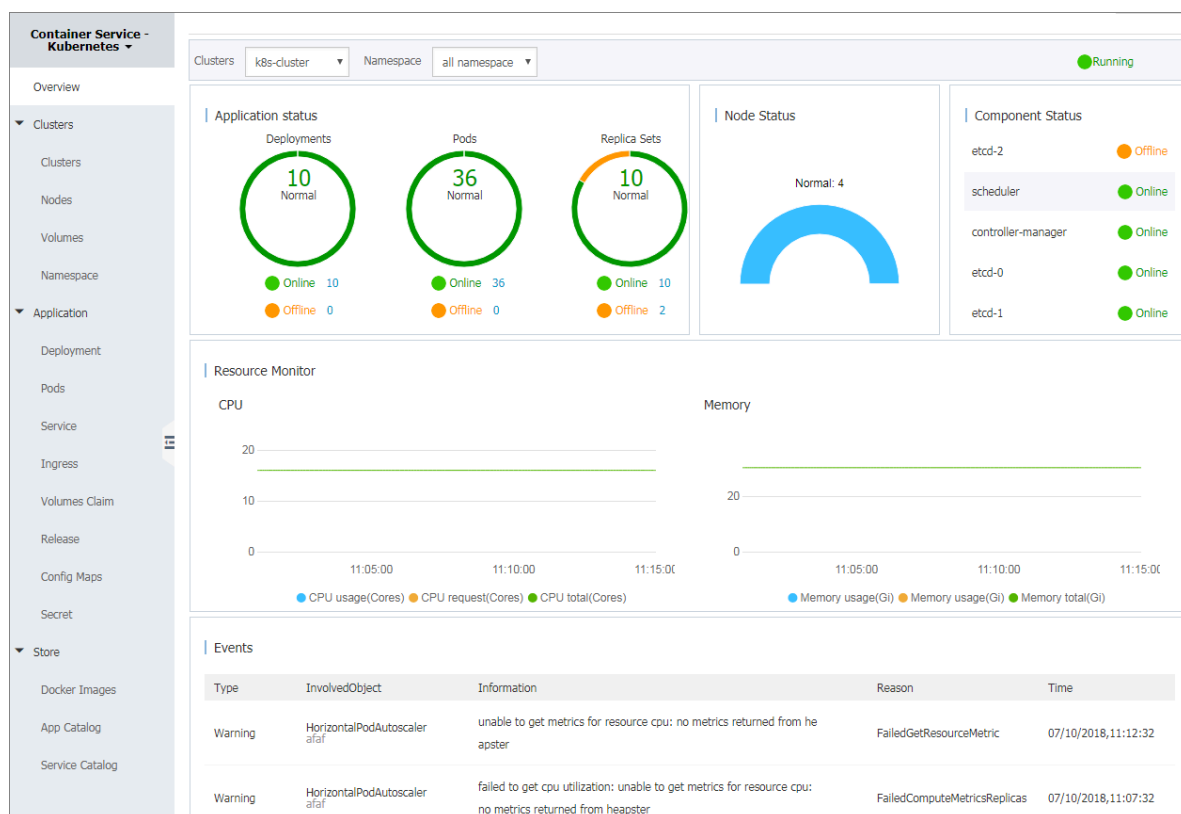 Container Service -
Kubernetes
Overview
Clusters
Clusters
Nodes
Volumes
Namespace
Application
Deployment
Pods
Service
Ingress
Volumes Claim
Release
Config Maps
Secret
Store
Docker Images
App Catalog
Service Catalog
Clusters k8s-cluster Namespace all namespace Running
Application status
Deployments Pods Replica Sets
10 36 10
Normal Normal Normal
Online 10 Online 36 Online 10
Offline 0 Offline 0 Offline 2
Node Status
Normal: 4
Component Status
etcd-2 Offline
scheduler Online
controller-manager Online
etcd-0 Online
etcd-1 Online
Resource Monitor
CPU
20
10
0
11:05:00 11:10:00 11:15:0
CPU usage(Cores) CPU request(Cores) CPU total(Cores)
Memory
20
0
11:05:00 11:10:00 11:15:0
Memory usage(Gi) Memory usage(Gi) Memory total(Gi)
Events
Type InvolvedObject Information Reason Time
Warning HorizontalPodAutoscaler unable to get metrics for resource cpu: no metrics returned from he FailedGetResourceMetric 07/10/2018,11:12:32
afaf apster
Warning HorizontalPodAutoscaler failed to get cpu utilization: unable to get metrics for resource cpu: FailedComputeMetricsReplicas 07/10/2018,11:07:32
afaf no metrics returned from heapster